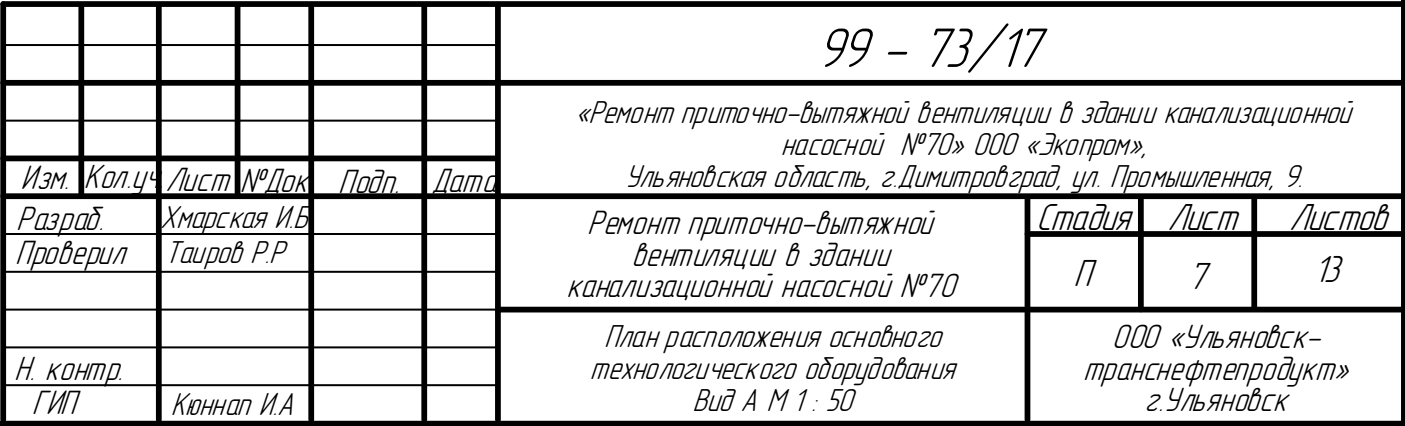 99 - 73/17
«Ремонт приточно-вытяжной вентиляции в здании канализационной
насосной №70» ООО «Экопром»,
Ульяновская область, г.Димитровград, ул. Промышленная, 9.
Изм. Кол.уч Лист №Док Подп. Дата
Разраб. Хмарская И.Б
Проверил Таиров Р.Р
Н. контр.
ГИП Кюннап И.А
Ремонт приточно-вытяжной
вентиляции в здании
канализационной насосной №70
Стадия Лист Листов
П 7 13
План расположения основного
технологического оборудования
Вид А М 1 : 50
ООО «Ульяновск-
транснефтепродукт»
г.Ульяновск